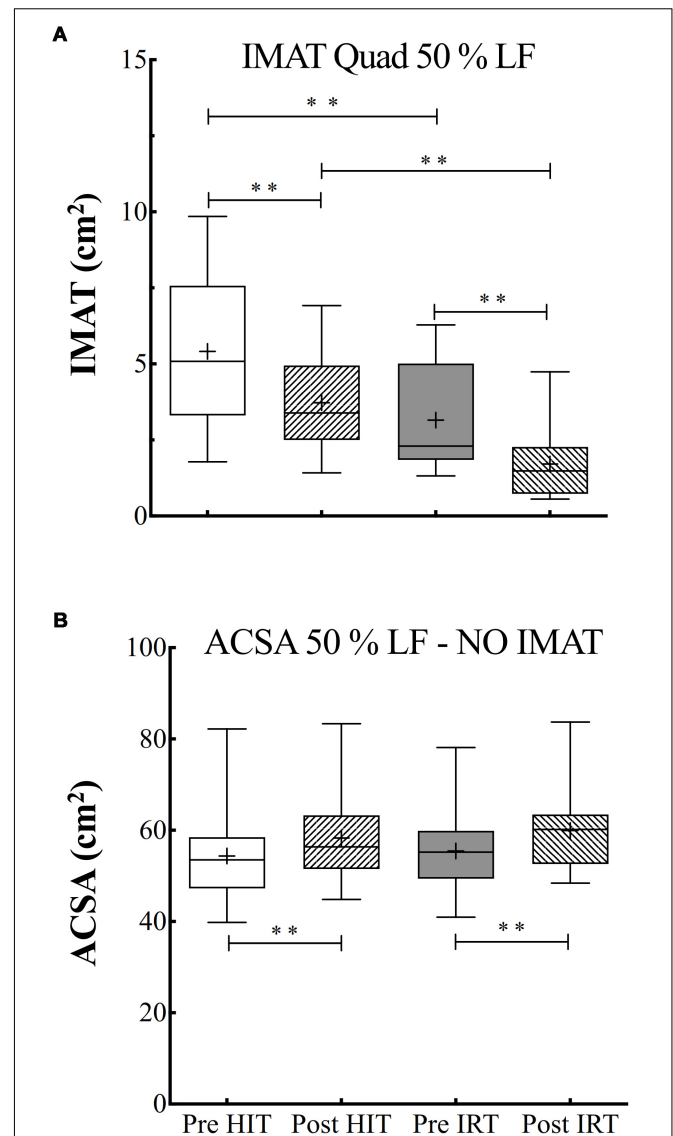 A
IMAT Quad 50 % LF
IMAT (cm²)
15
10
5
0
* *
* *
* *
* *
B
ACSA 50 % LF - NO IMAT
ACSA (cm²)
100
80
60
40
20
0
* *
* *
Pre HIT Post HIT Pre IRT Post IRT